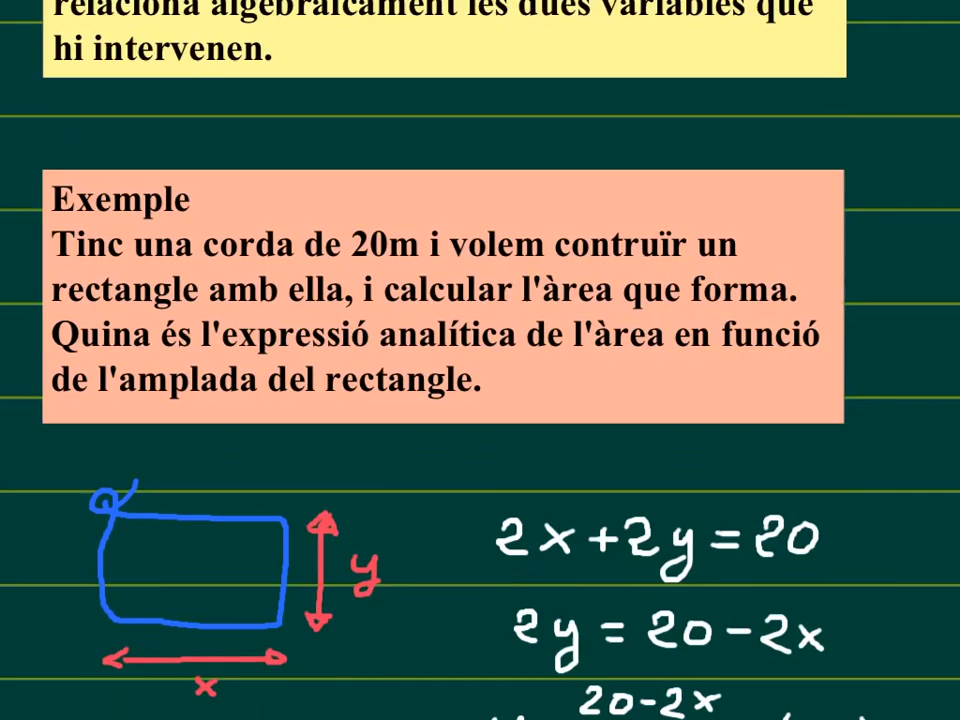 relaciona algebraicament les dues variables que
hi intervenen.
Exemple
Tinc una corda de 20m i volem contruïr un
rectangle amb ella, i calcular l'àrea que forma.
Quina és l'expressió analítica de l'àrea en funció
de l'amplada del rectangle.
2x+2y=20
y
2y = 20-2x
x
20-2x